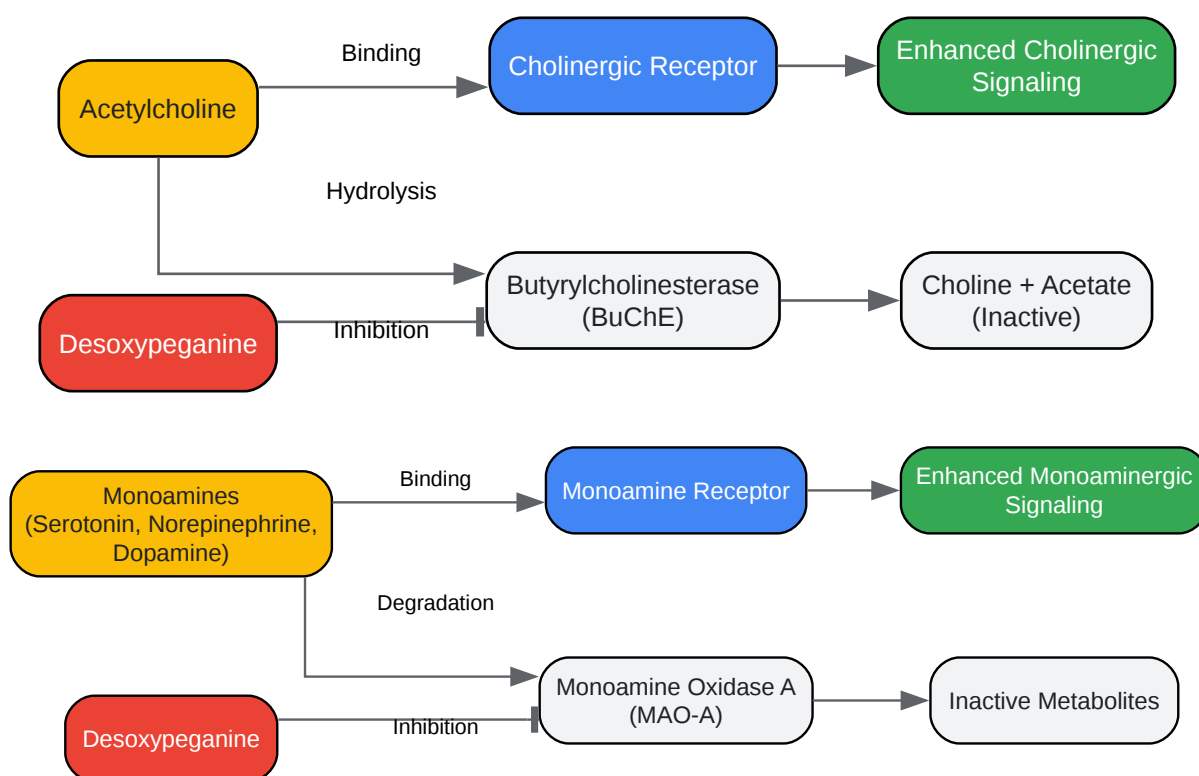 Binding
Cholinergic Receptor
Enhanced Cholinergic
Signaling
Acetylcholine
Hydrolysis
Butyrylcholinesterase
(BuChE)
Choline + Acetate
(Inactive)
Desoxypeganine
Inhibition
Monoamines
(Serotonin, Norepinephrine,
Dopamine)
Binding
Monoamine Receptor
Enhanced Monoaminergic
Signaling
Degradation
Monoamine Oxidase A
(MAO-A)
Inactive Metabolites
Desoxypeganine
Inhibition